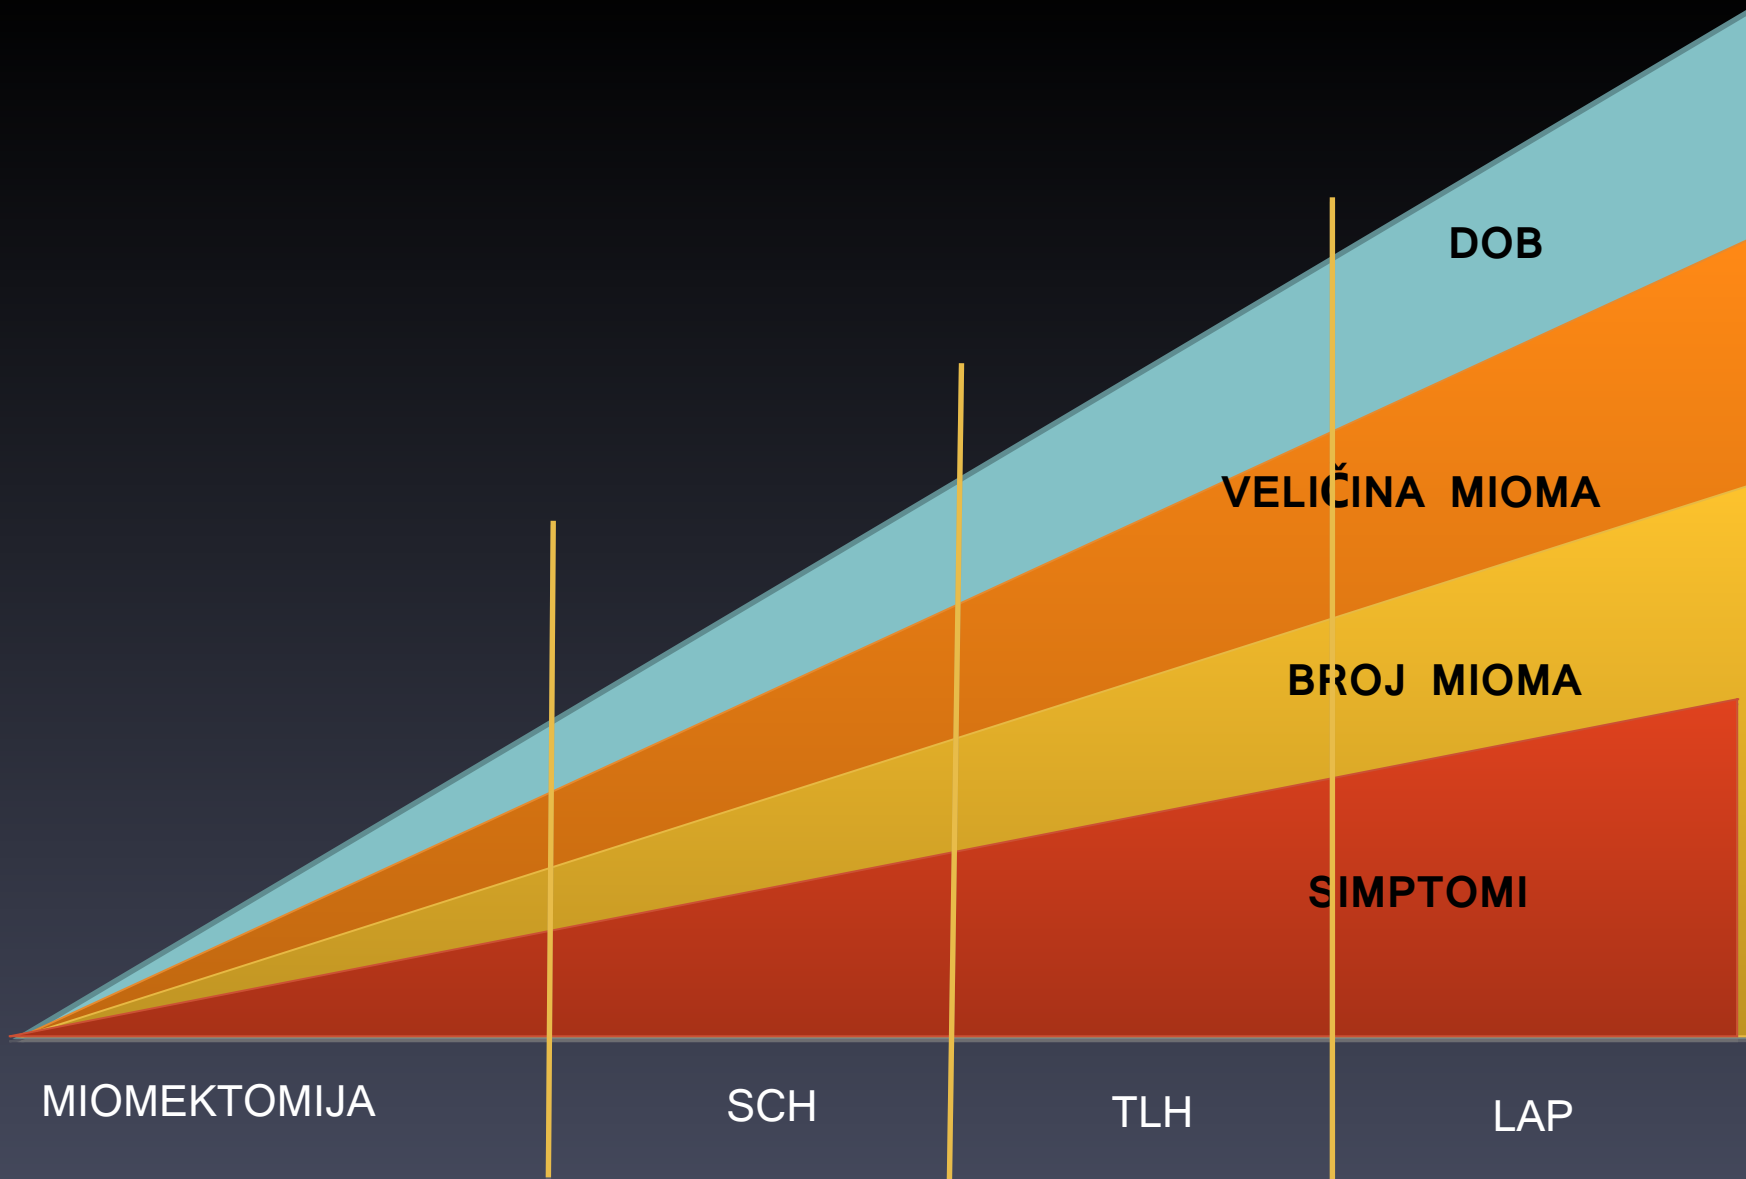 DOB
VELIČINA MIOMA
BROJ MIOMA
SIMPTOMI
MIOMEKTOMIJA
SCH
TLH
LAP